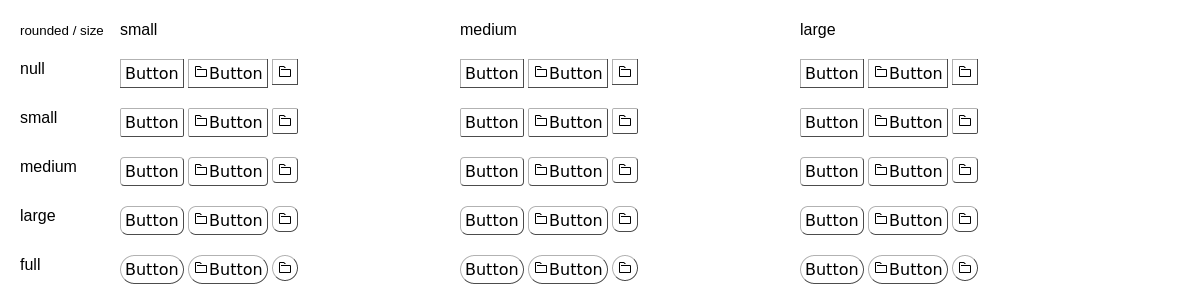 rounded / size small medium large
null Button Button Button Button Button Button
small Button Button Button Button Button Button
medium Button Button Button Button Button Button
large Button Button Button Button Button Button
full Button Button Button Button Button Button